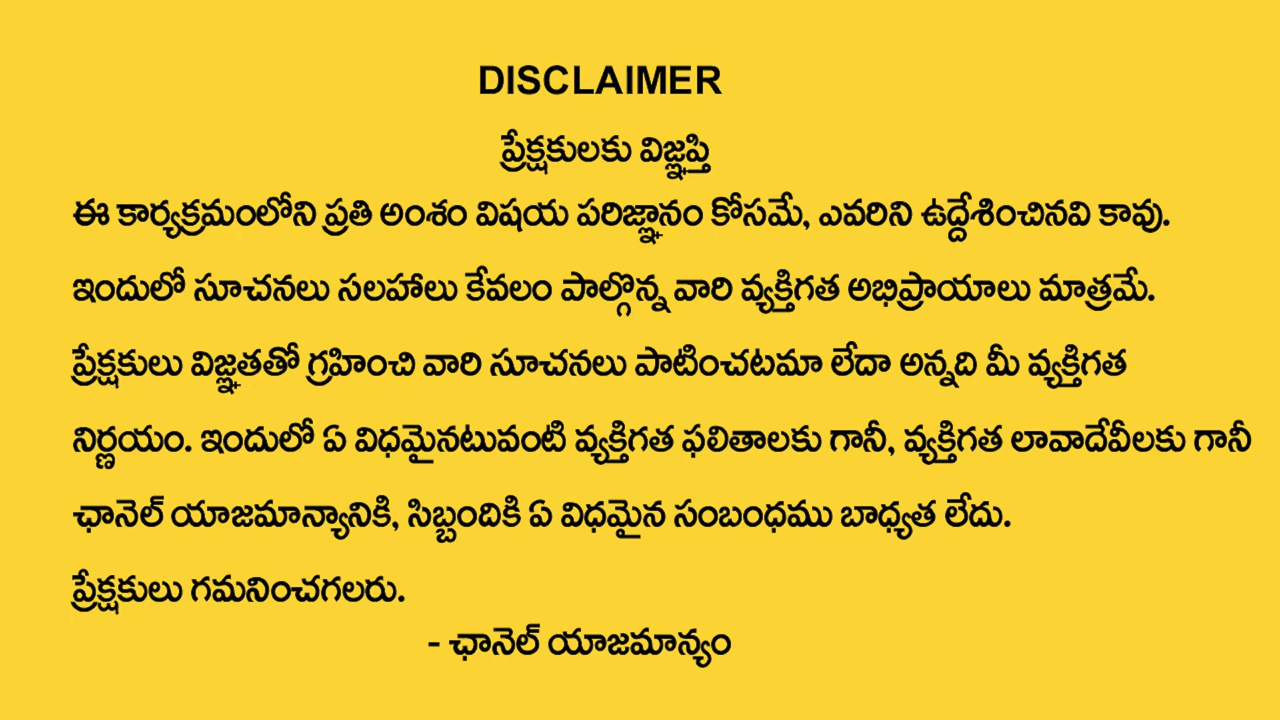 DISCLAIMER
ప్రేక్షకులకు విజ్ఞప్తి
ఈ కార్యక్రమంలోని ప్రతి అంశం విషయ పరిజ్ఞానం కోసమే, ఎవరిని ఉద్దేశించినవి కావు.
ఇందులో సూచనలు సలహాలు కేవలం పాల్గొన్న వారి వ్యక్తిగత అభిప్రాయాలు మాత్రమే.
ప్రేక్షకులు విజ్ఞతతో గ్రహించి వారి సూచనలు పాటించటమా లేదా అన్నది మీ వ్యక్తిగత
నిర్ణయం. ఇందులో ఏ విధమైనటువంటి వ్యక్తిగత ఫలితాలకు గానీ, వ్యక్తిగత లావాదేవీలకు గానీ
ఛానెల్ యాజమాన్యానికి, సిబ్బందికి ఏ విధమైన సంబంధము బాధ్యత లేదు.
ప్రేక్షకులు గమనించగలరు.
- ఛానెల్ యాజమాన్యం